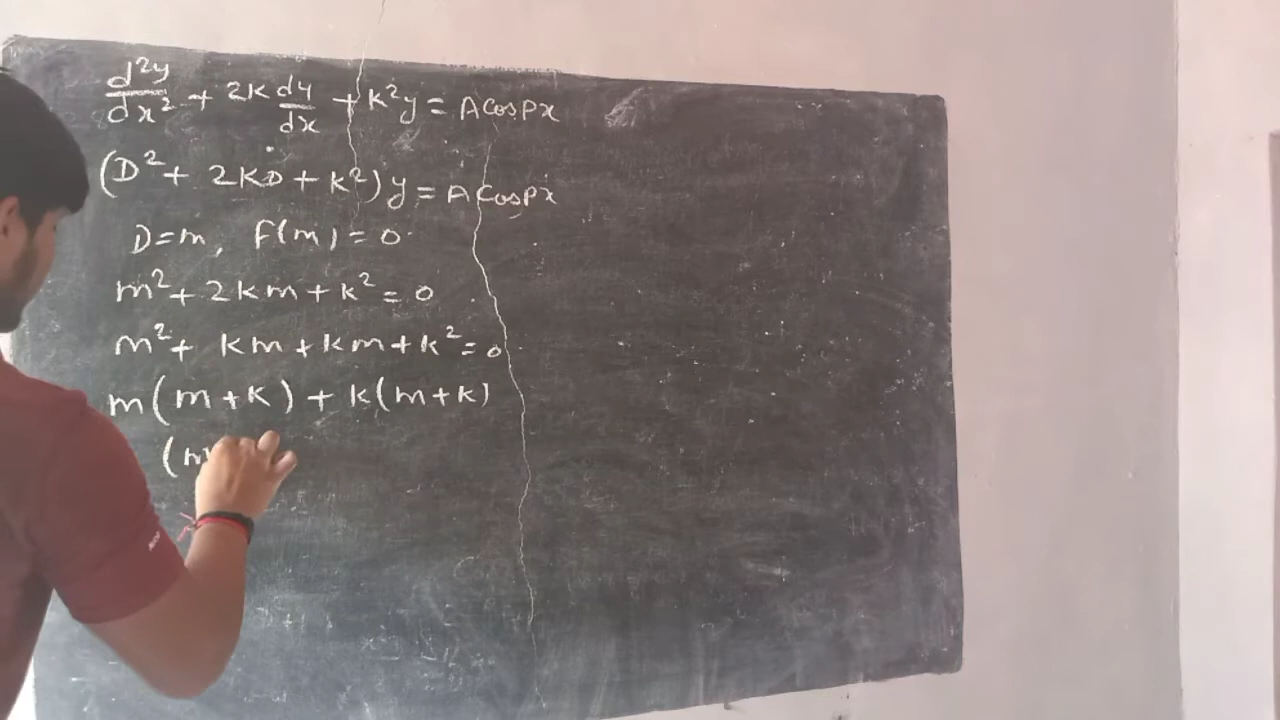 d²y/dx² + 2K dy/dx + K²y = A cos Px
(D² + 2KD + K²) y = A cos Px
D = m, F(m) = 0
m² + 2km + k² = 0
m² + km + km + k² = 0
m(m+k) + k(m+k)
(m